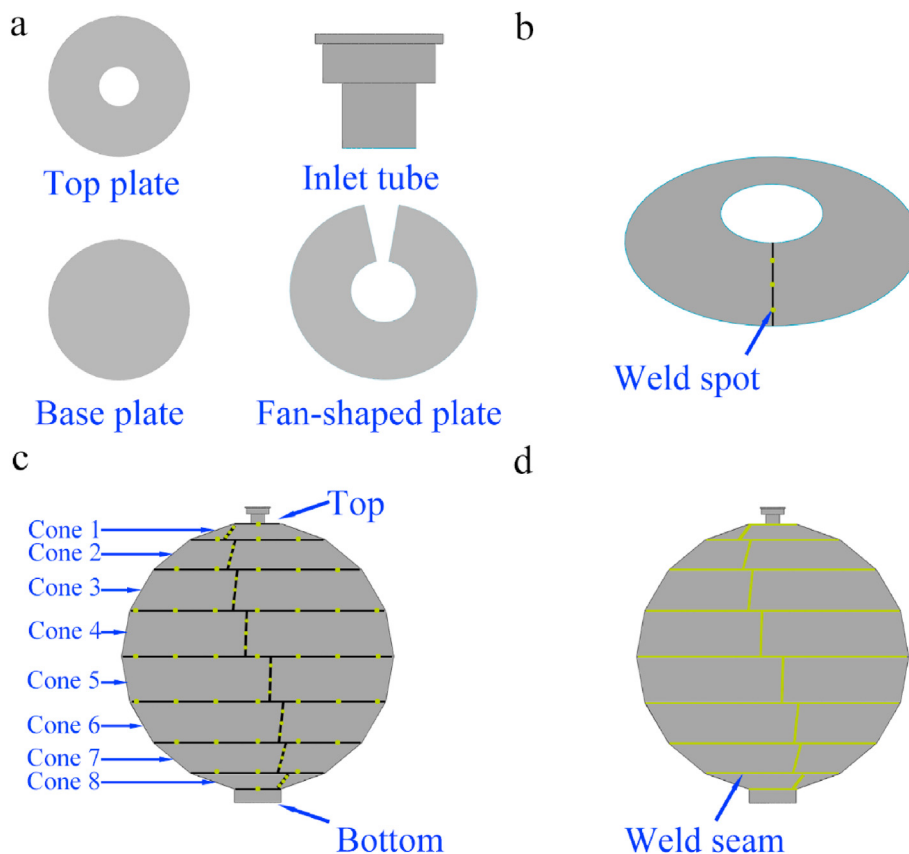 a
b
Top plate
Inlet tube
Base plate
Fan-shaped plate
Weld spot
c
d
Top
Cone 1
Cone 2
Cone 3
Cone 4
Cone 5
Cone 6
Cone 7
Cone 8
Bottom
Weld seam